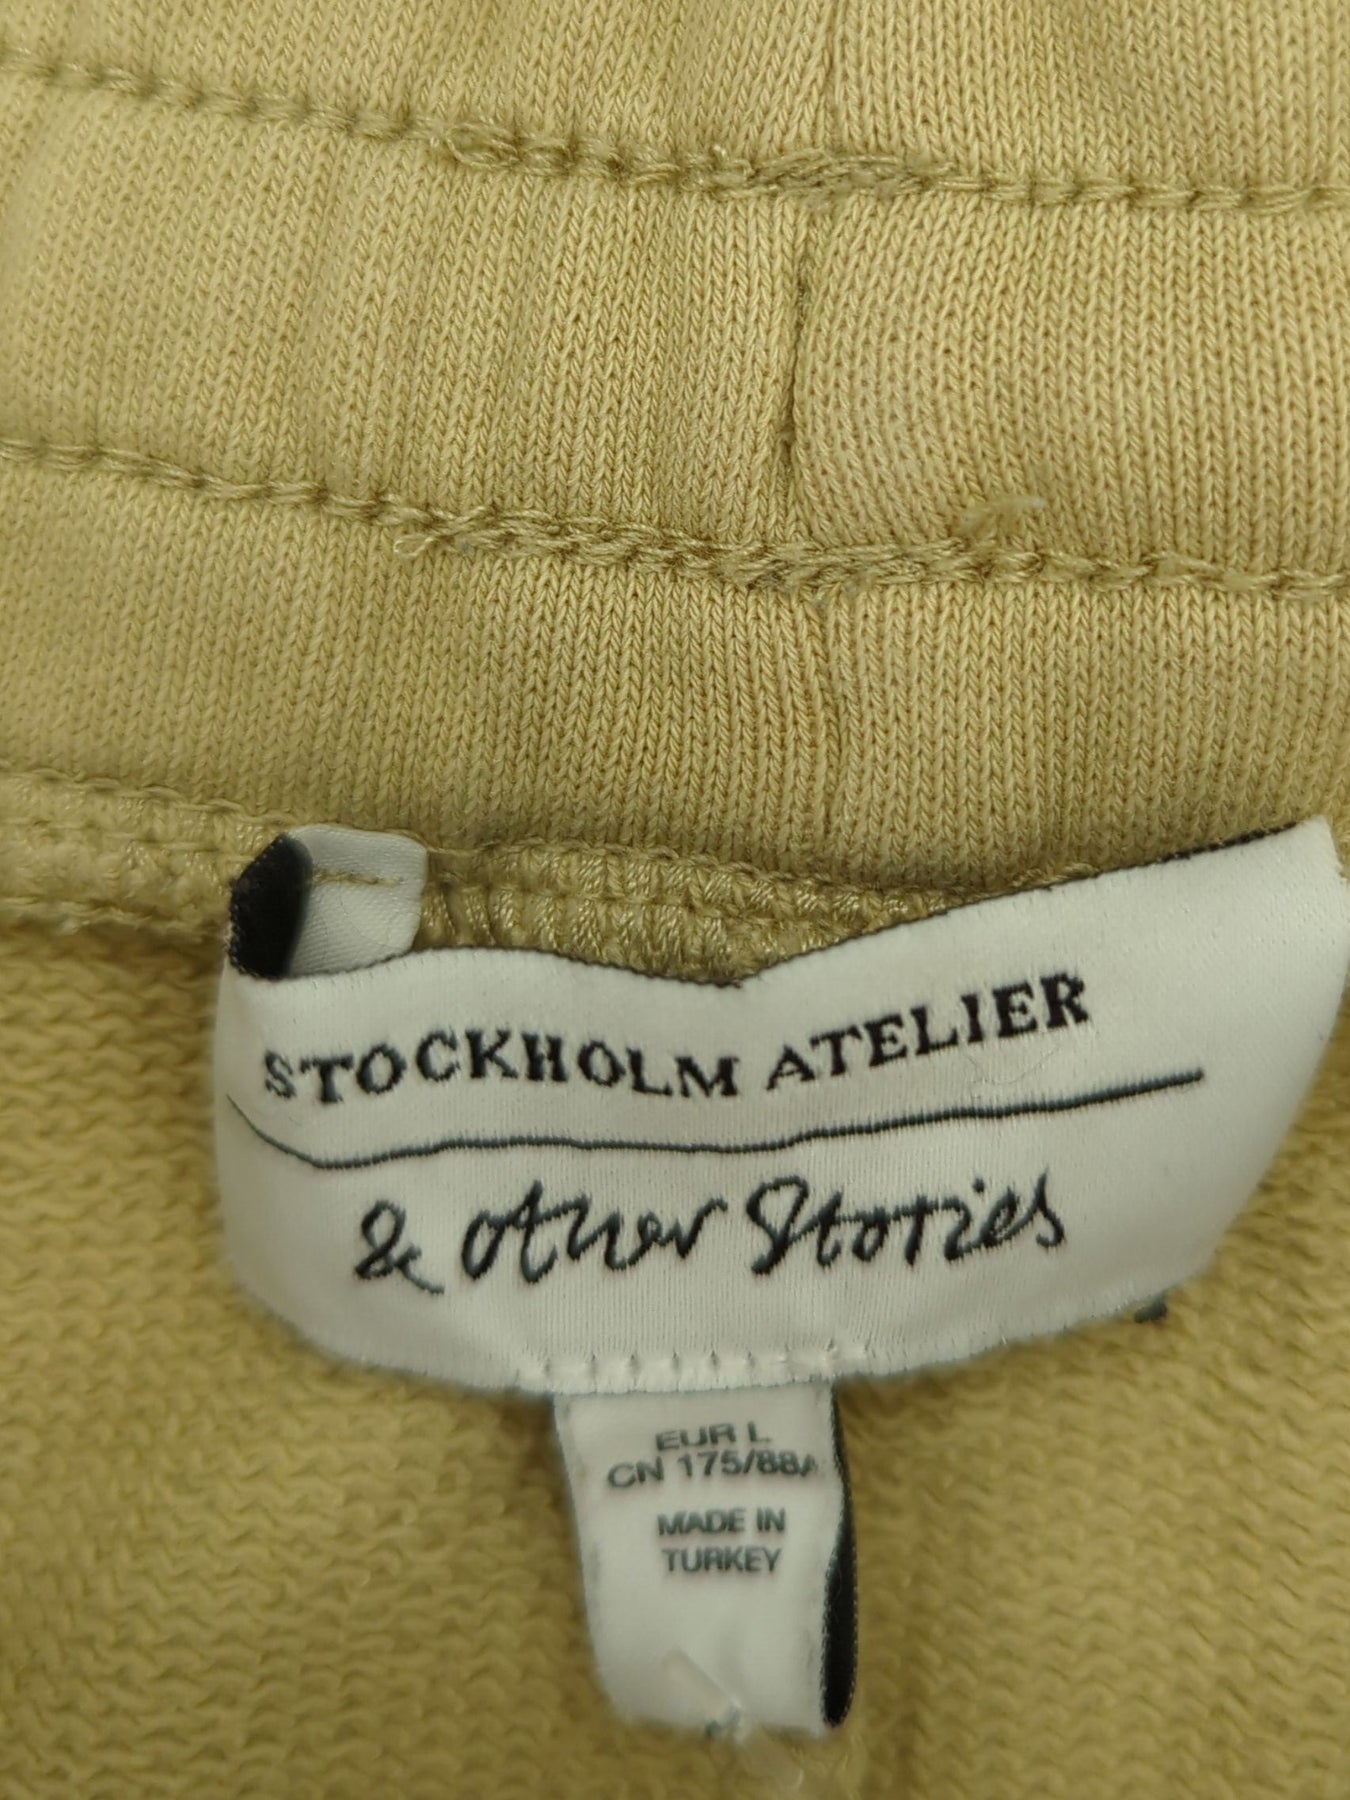 STOCKHOLM ATELIER
& Other Stories
EUR L
CN 175/88A
MADE IN
TURKEY